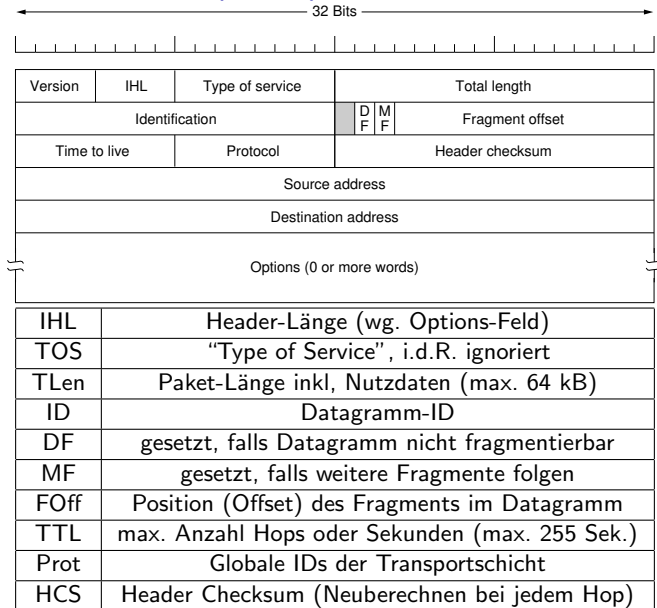 32 Bits
Version IHL Type of service Total length
Identification D F M F Fragment offset
Time to live Protocol Header checksum
Source address
Destination address
Options (0 or more words)
IHL Header-Länge (wg. Options-Feld)
TOS “Type of Service”, i.d.R. ignoriert
TLen Paket-Länge inkl, Nutzdaten (max. 64 kB)
ID Datagramm-ID
DF gesetzt, falls Datagramm nicht fragmentierbar
MF gesetzt, falls weitere Fragmente folgen
FOff Position (Offset) des Fragments im Datagramm
TTL max. Anzahl Hops oder Sekunden (max. 255 Sek.)
Prot Globale IDs der Transportschicht
HCS Header Checksum (Neuberechnen bei jedem Hop)